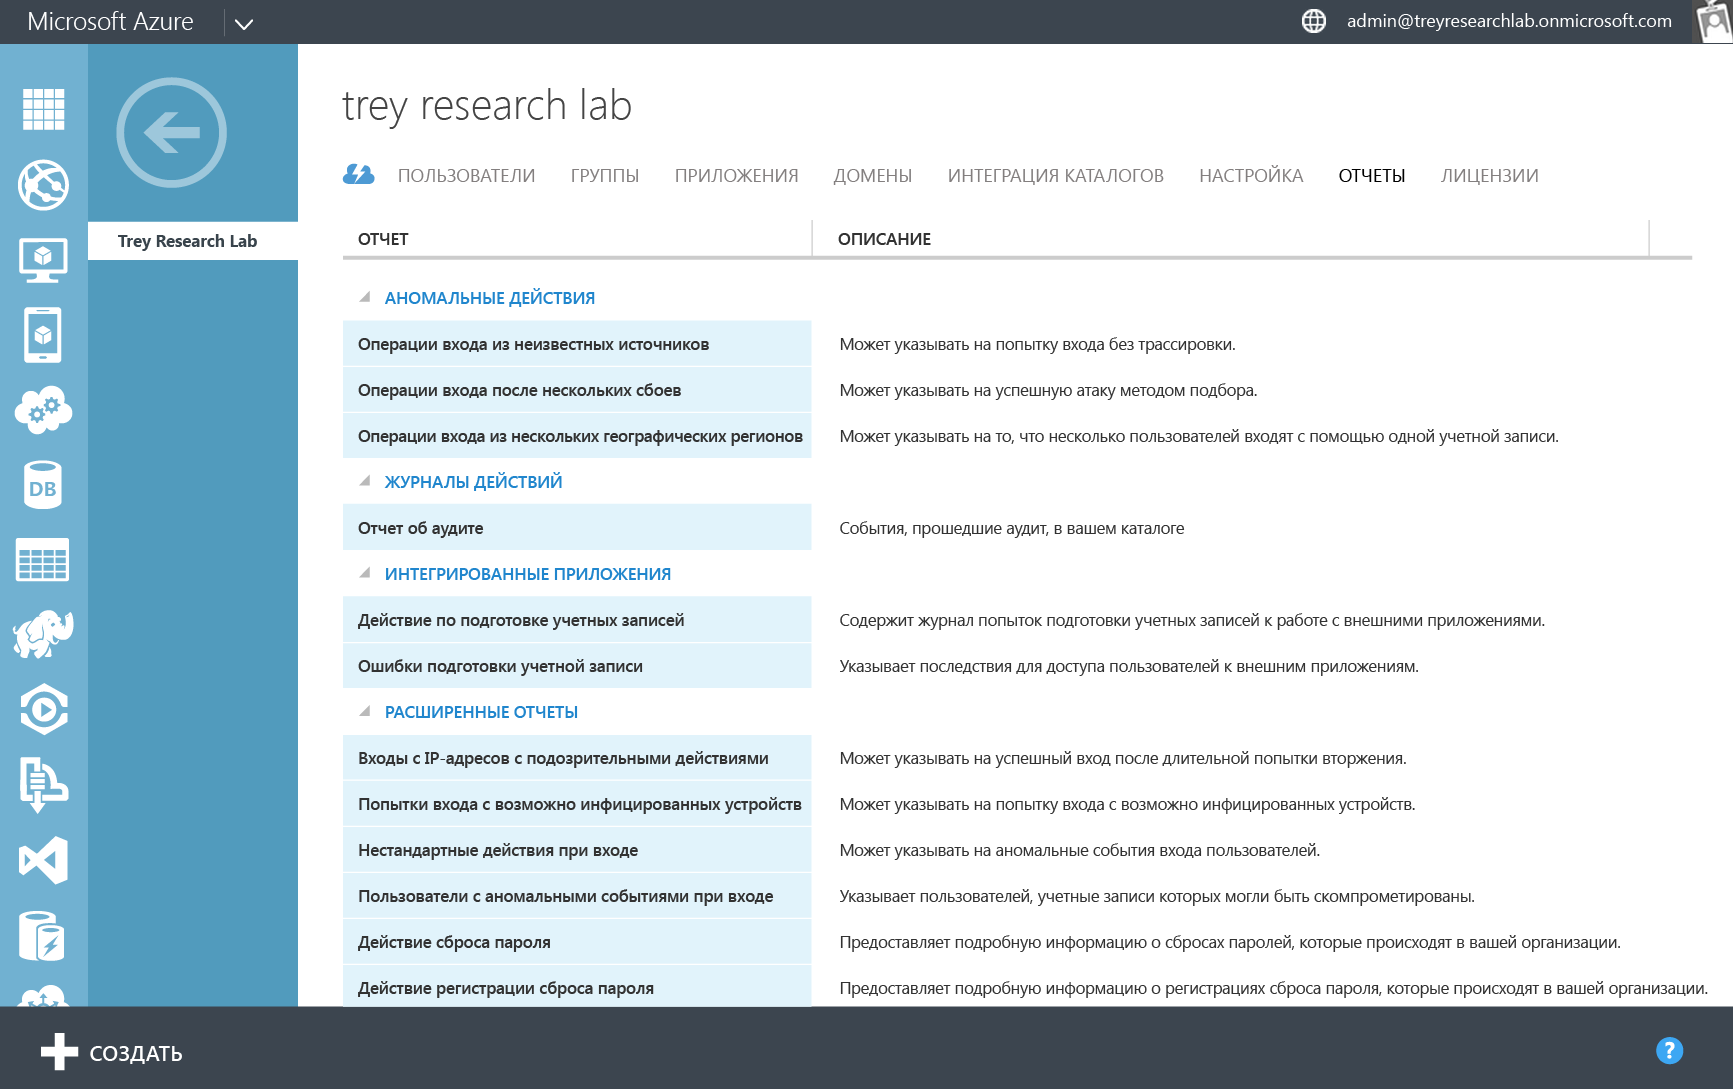 Microsoft Azure
admin@treyresearchlab.onmicrosoft.com
trey research lab
ПОЛЬЗОВАТЕЛИ ГРУППЫ ПРИЛОЖЕНИЯ ДОМЕНЫ ИНТЕГРАЦИЯ КАТАЛОГОВ НАСТРОЙКА ОТЧЕТЫ ЛИЦЕНЗИИ
Trey Research Lab
ОТЧЕТ ОПИСАНИЕ
АНОМАЛЬНЫЕ ДЕЙСТВИЯ
Операции входа из неизвестных источников Может указывать на попытку входа без трассировки.
Операции входа после нескольких сбоев Может указывать на успешную атаку методом подбора.
Операции входа из нескольких географических регионов Может указывать на то, что несколько пользователей входят с помощью одной учетной записи.
ЖУРНАЛЫ ДЕЙСТВИЙ
Отчет об аудите События, прошедшие аудит, в вашем каталоге
ИНТЕГРИРОВАННЫЕ ПРИЛОЖЕНИЯ
Действие по подготовке учетных записей Содержит журнал попыток подготовки учетных записей к работе с внешними приложениями.
Ошибки подготовки учетной записи Указывает последствия для доступа пользователей к внешним приложениям.
РАСШИРЕННЫЕ ОТЧЕТЫ
Входы с IP-адресов с подозрительными действиями Может указывать на успешный вход после длительной попытки вторжения.
Попытки входа с возможно инфицированных устройств Может указывать на попытку входа с возможно инфицированных устройств.
Нестандартные действия при входе Может указывать на аномальные события входа пользователей.
Пользователи с аномальными событиями при входе Указывает пользователей, учетные записи которых могли быть скомпрометированы.
Действие сброса пароля Предоставляет подробную информацию о сбросах паролей, которые происходят в вашей организации.
Действие регистрации сброса пароля Предоставляет подробную информацию о регистрациях сброса пароля, которые происходят в вашей организации.
DB
СОЗДАТЬ
?